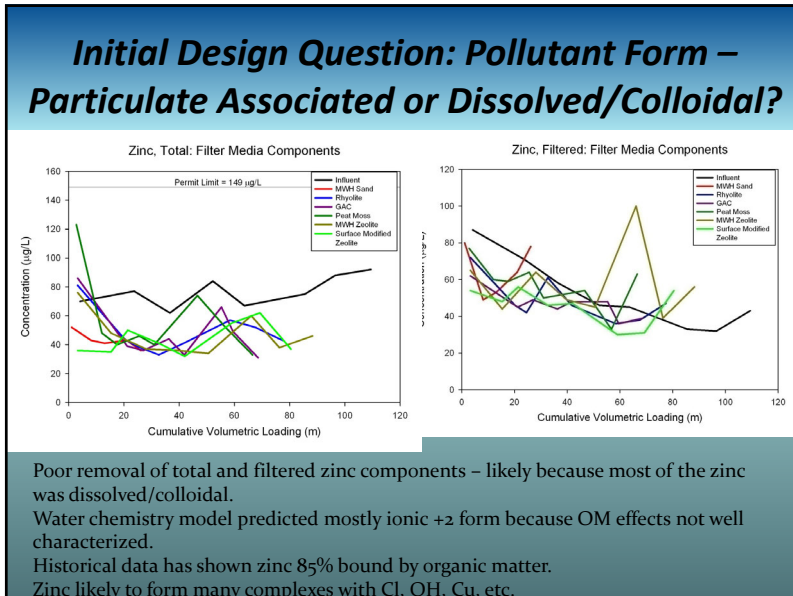 Initial Design Question: Pollutant Form –
Particulate Associated or Dissolved/Colloidal?
Zinc, Total: Filter Media Components
160
140
120
100
80
60
40
20
0
Concentration (µg/L)
Permit Limit = 149 µg/L
Influent
MWH Sand
Rhyolite
GAC
Peat Moss
MWH Zeolite
Surface Modified
Zeolite
0 20 40 60 80 100 120
Cumulative Volumetric Loading (m)
Zinc, Filtered: Filter Media Components
120
100
80
60
40
20
0
Influent
MWH Sand
Rhyolite
GAC
Peat Moss
MWH Zeolite
Surface Modified
Zeolite
0 20 40 60 80 100 120
Cumulative Volumetric Loading (m)
Poor removal of total and filtered zinc components – likely because most of the zinc
was dissolved/colloidal.
Water chemistry model predicted mostly ionic +2 form because OM effects not well
characterized.
Historical data has shown zinc 85% bound by organic matter.
Zinc likely to form many complexes with Cl, OH, Cu, etc.